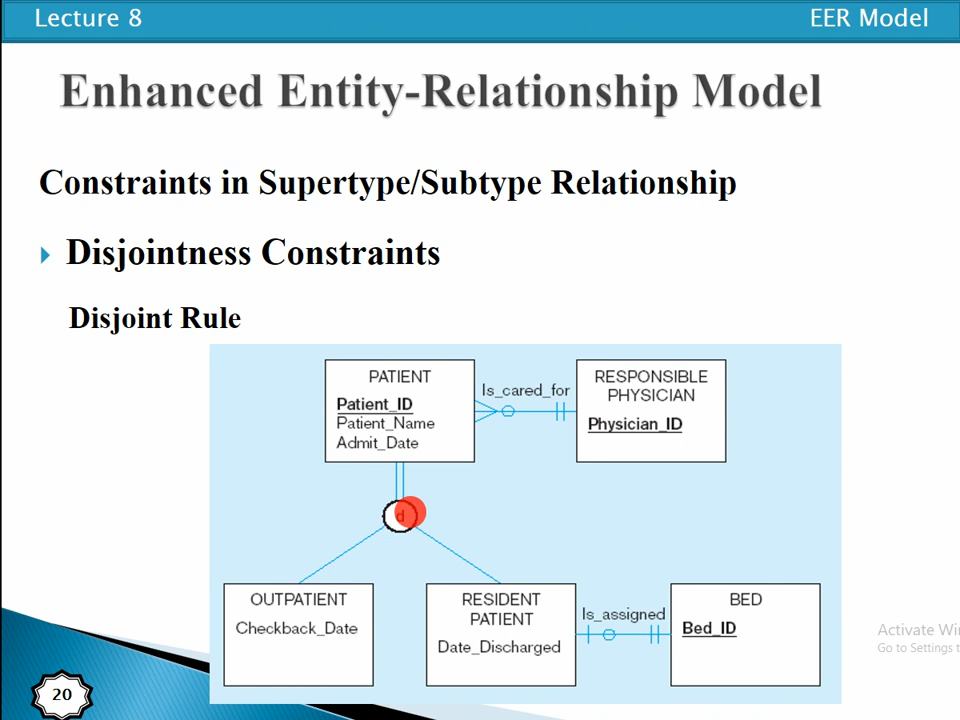 Lecture 8
EER Model
Enhanced Entity-Relationship Model
Constraints in Supertype/Subtype Relationship
Disjointness Constraints
Disjoint Rule
PATIENT
Patient_ID
Patient_Name
Admit_Date
Is_cared_for
RESPONSIBLE
PHYSICIAN
Physician_ID
d
OUTPATIENT
Checkback_Date
RESIDENT
PATIENT
Date_Discharged
Is_assigned
BED
Bed_ID
Activate Wi
Go to Settings t
20